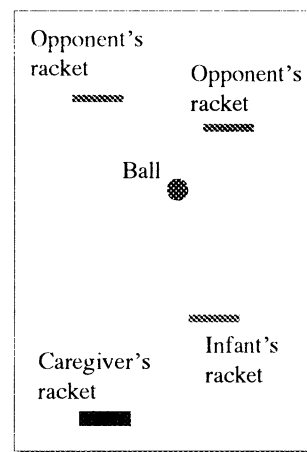 Opponent's
racket
Opponent's
racket
Ball
Infant's
racket
Caregiver's
racket